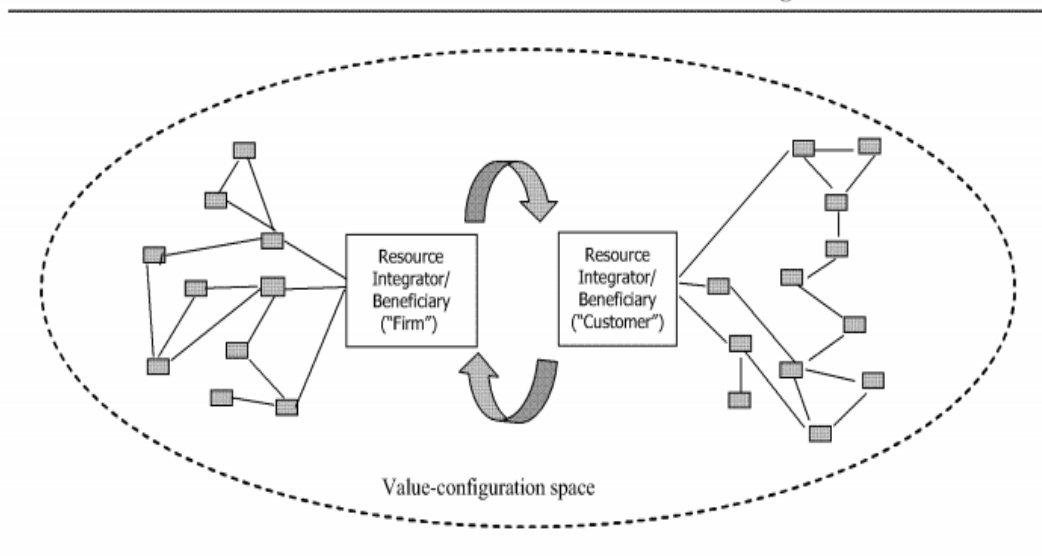 Resource
Integrator/
Beneficiary
("Firm")
Resource
Integrator/
Beneficiary
("Customer")
Value-configuration space